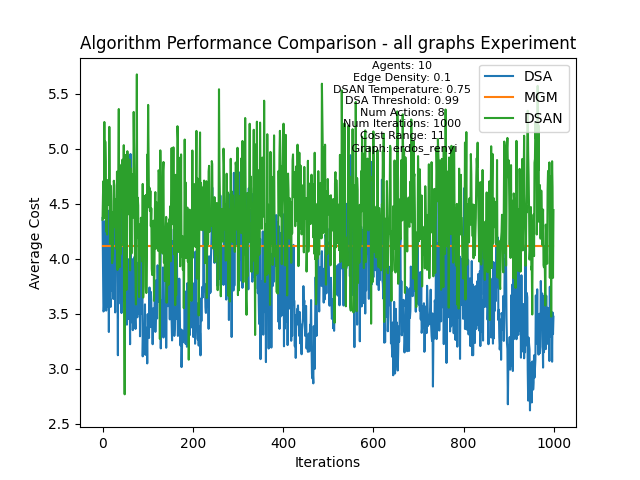 Algorithm Performance Comparison - all graphs Experiment
Agents: 10
Edge Density: 0.1
DSAN Temperature: 0.75
DSA Threshold: 0.99
Num Actions: 8
Num Iterations: 1000
Cost Range: 11
Graph: erdos_renyi
DSA
MGM
DSAN
Average Cost
5.5
5.0
4.5
4.0
3.5
3.0
2.5
0
200
400
600
800
1000
Iterations